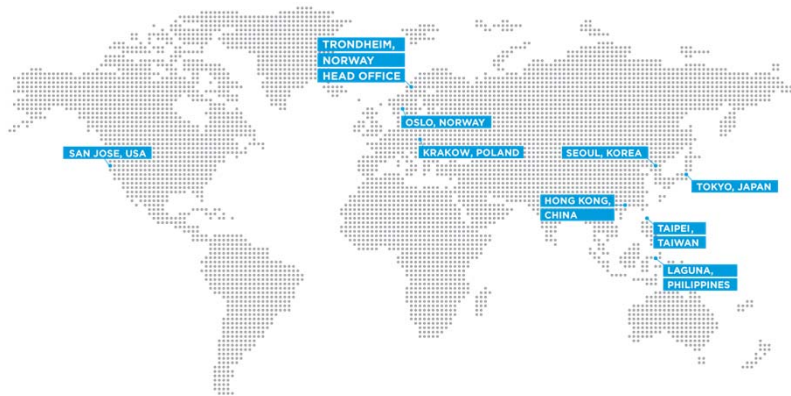 TRONDHEIM,
NORWAY
HEAD OFFICE
OSLO, NORWAY
SAN JOSE, USA
KRAKOW, POLAND
SEOUL, KOREA
TOKYO, JAPAN
HONG KONG,
CHINA
TAIPEI,
TAIWAN
LAGUNA,
PHILIPPINES